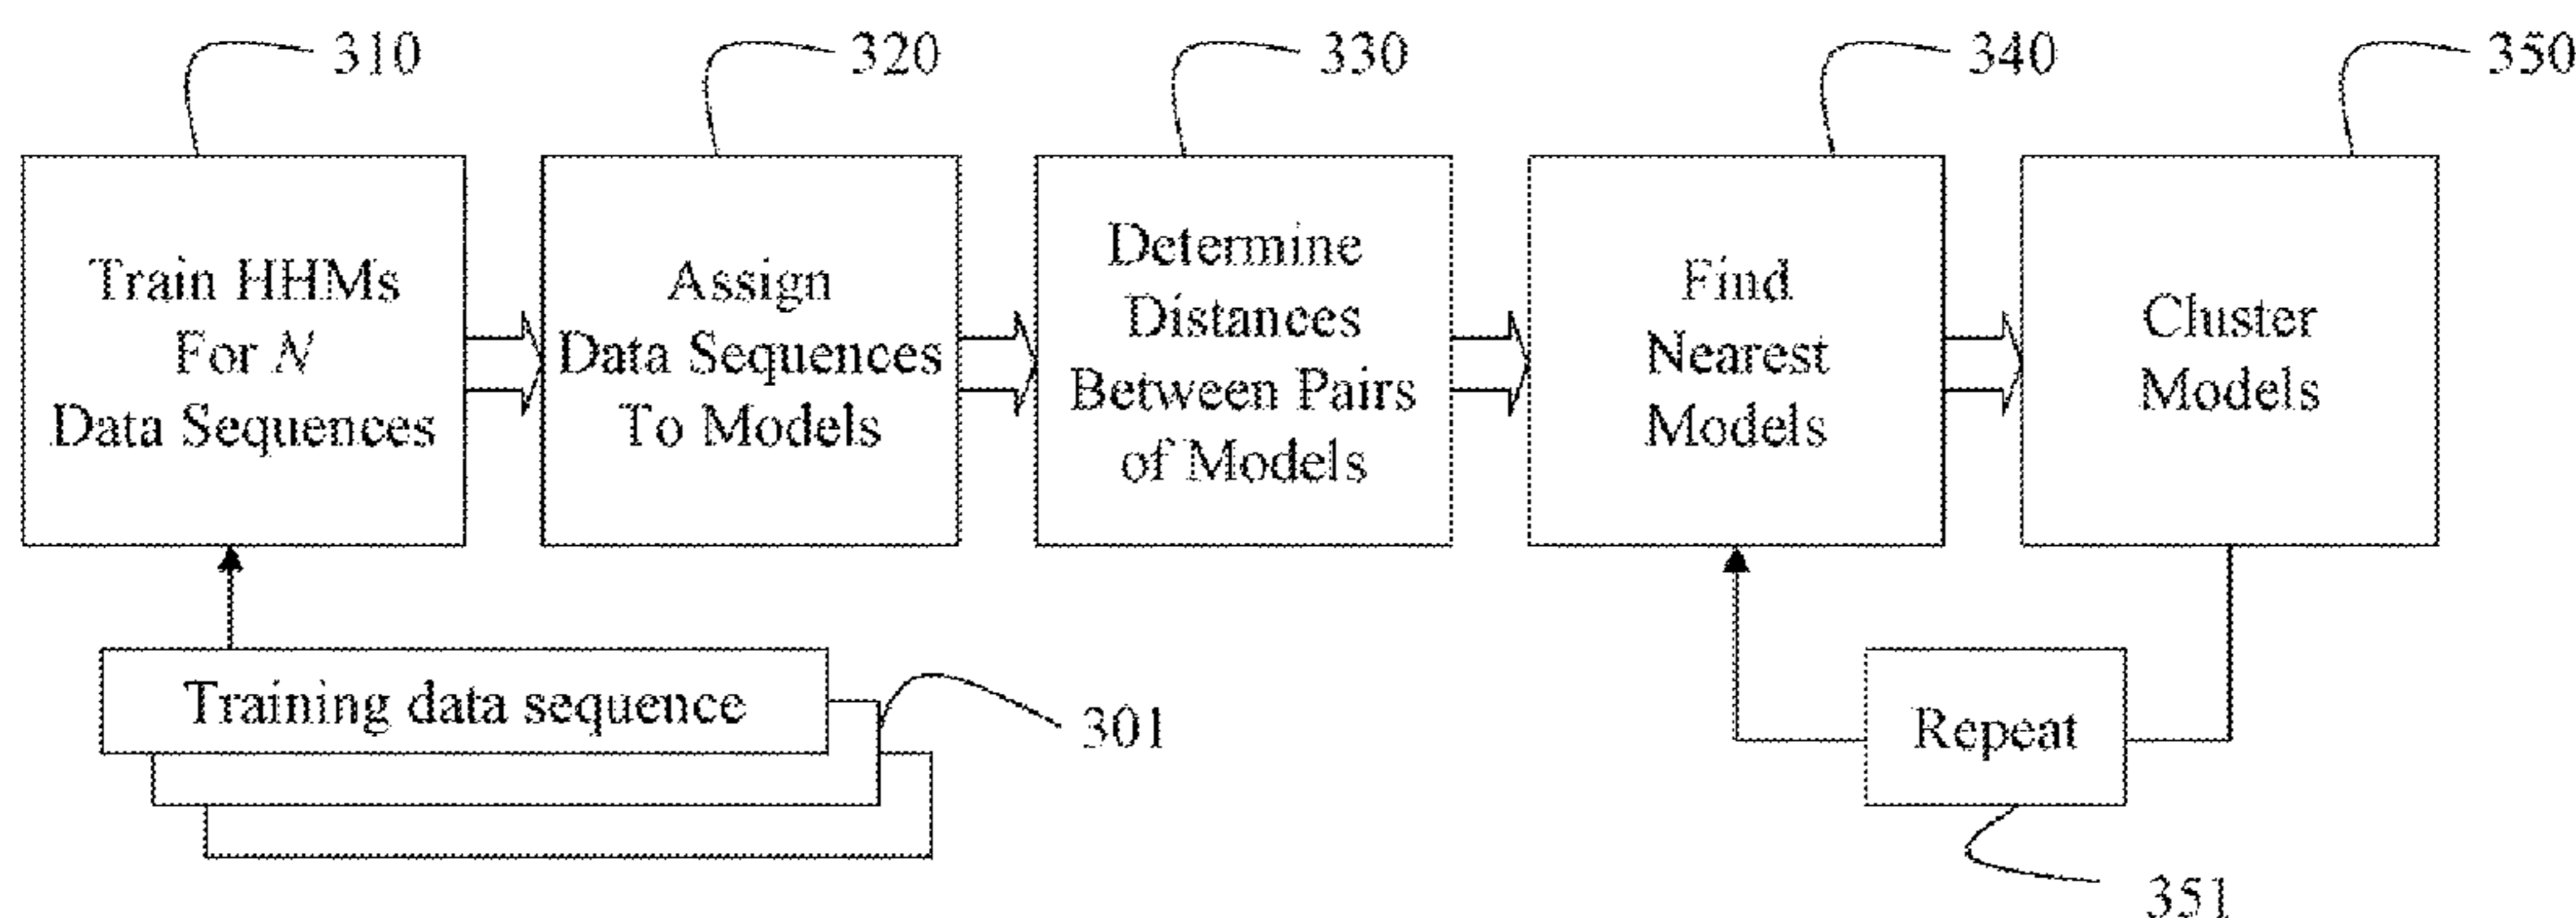 310
320
330
340
350
Train HHMs
For N
Data Sequences
Assign
Data Sequences
To Models
Determine
Distances
Between Pairs
of Models
Find
Nearest
Models
Cluster
Models
Training data sequence
301
Repeat
351